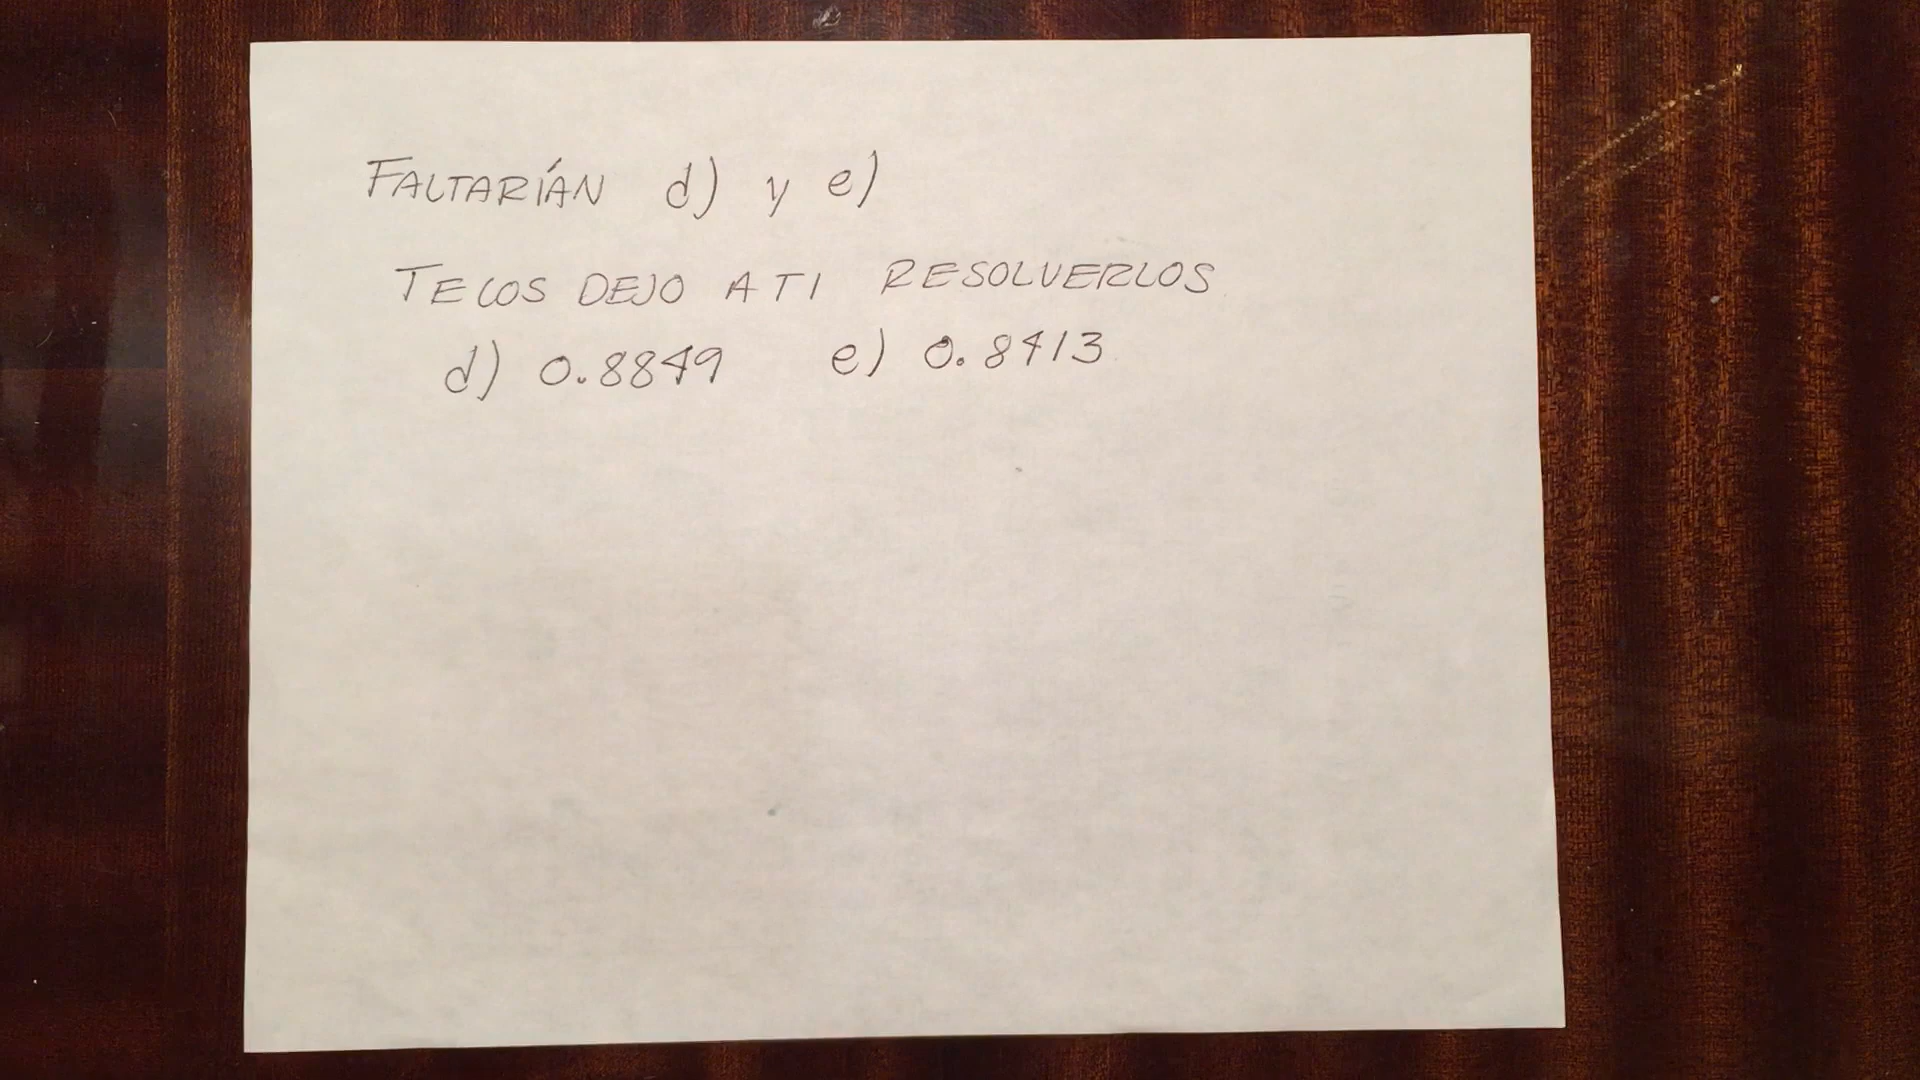 FALTARÍAN d) y e)
TE LOS DEJO A TI RESOLVERLOS
d) 0.8849 e) 0.8413